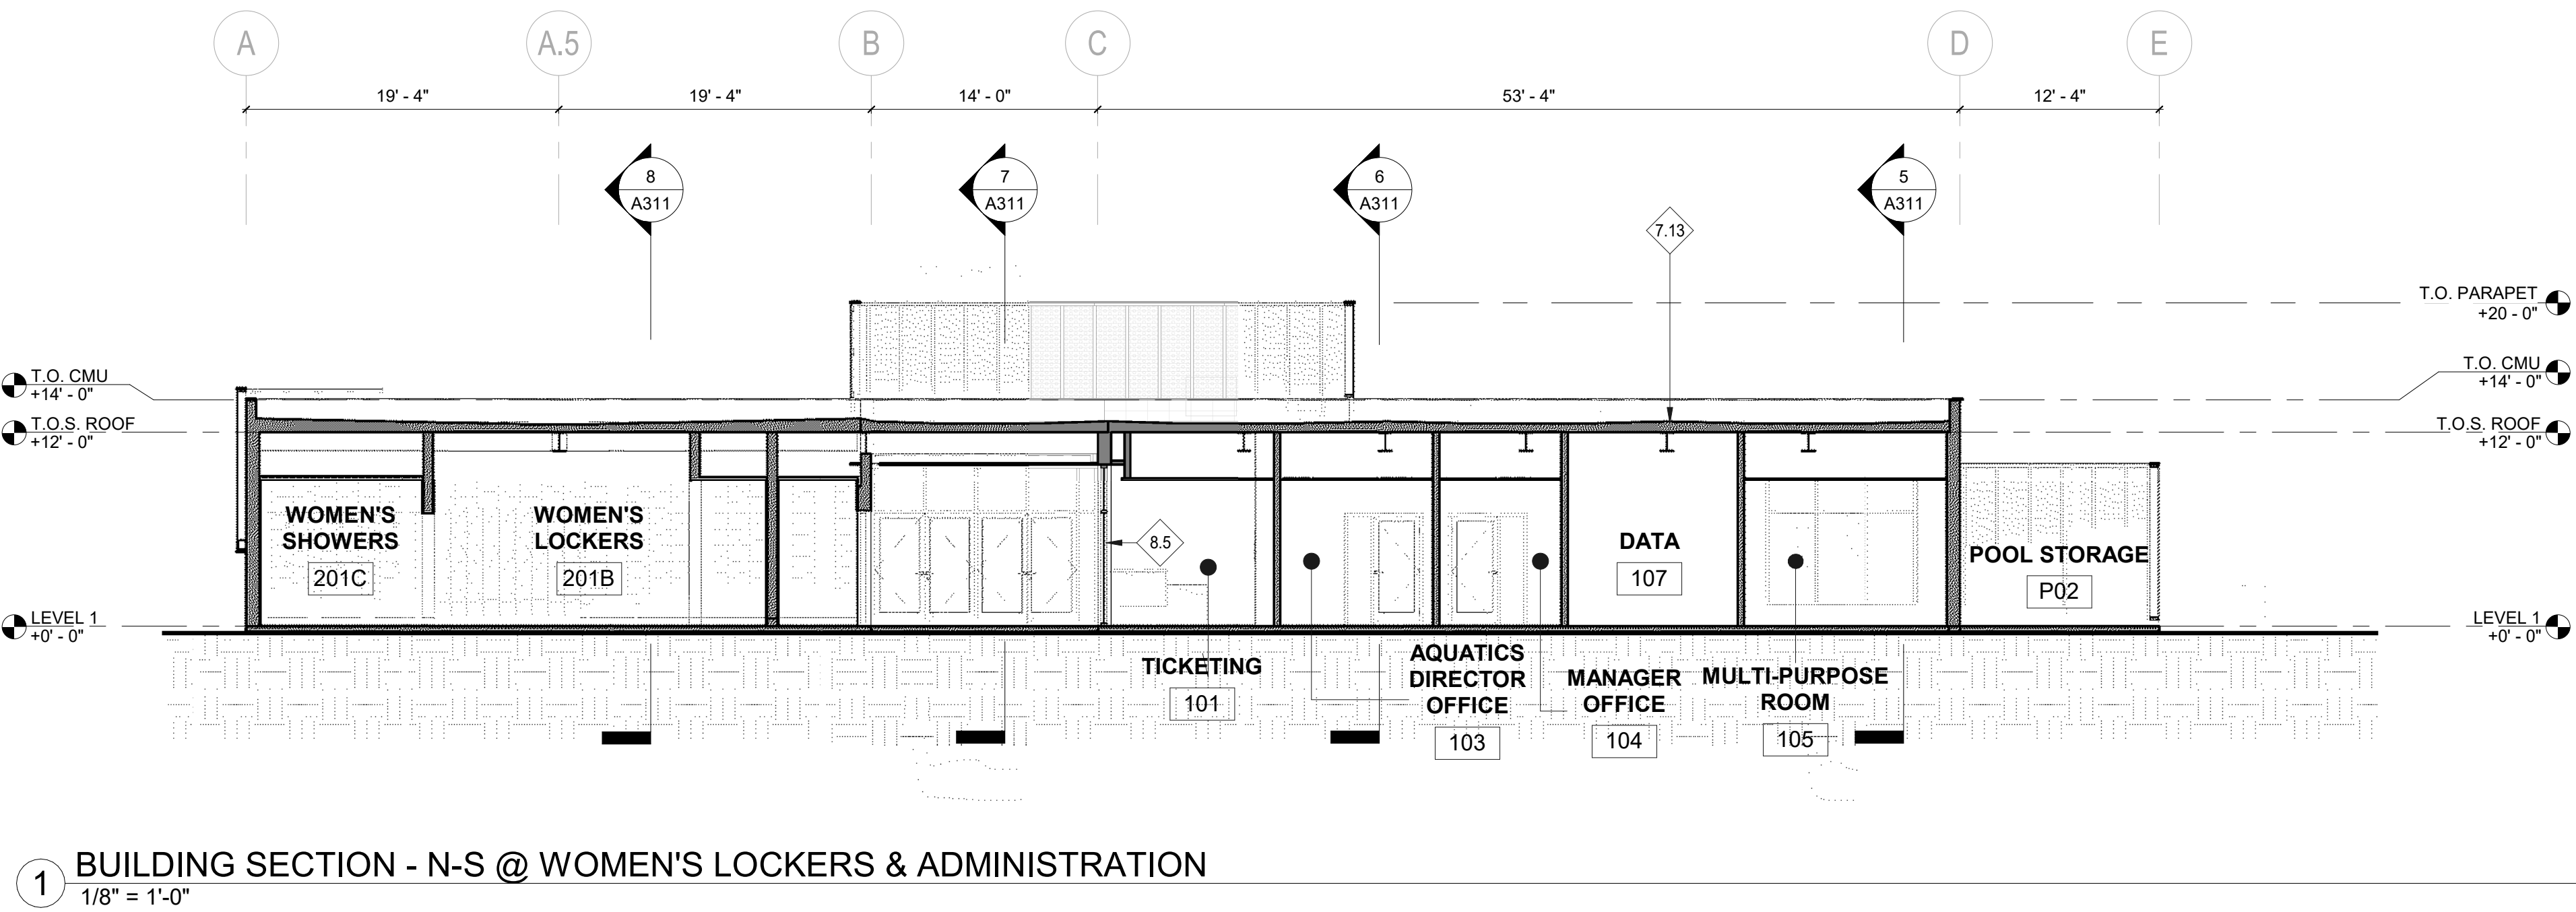 A
A.5
B
C
D
E
19' - 4"
19' - 4"
14' - 0"
53' - 4"
12' - 4"
8
A311
7
A311
6
A311
5
A311
7.13
T.O. PARAPET
+20 - 0"
T.O. CMU
+14' - 0"
T.O. CMU
+14' - 0"
T.O.S. ROOF
+12' - 0"
T.O.S. ROOF
+12' - 0"
WOMEN'S
SHOWERS
201C
WOMEN'S
LOCKERS
201B
8.5
DATA
107
POOL STORAGE
P02
LEVEL 1
+0' - 0"
LEVEL 1
+0' - 0"
TICKETING
101
AQUATICS
DIRECTOR
OFFICE
103
MANAGER
OFFICE
104
MULTI-PURPOSE
ROOM
105
1
BUILDING SECTION - N-S @ WOMEN'S LOCKERS & ADMINISTRATION
1/8" = 1'-0"